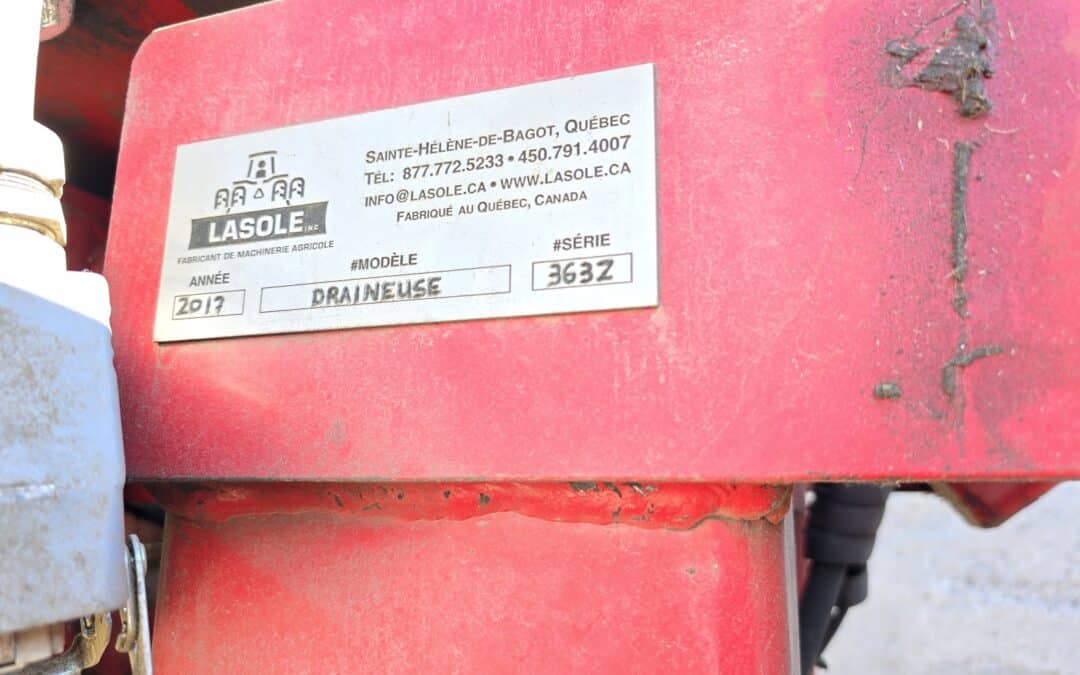 LASOLE INC
FABRICANT DE MACHINERIE AGRICOLE
SAINTE-HÉLÈNE-DE-BAGOT, QUÉBEC
TÉL: 877.772.5233 • 450.791.4007
INFO@LASOLE.CA • WWW.LASOLE.CA
FABRIQUÉ AU QUÉBEC, CANADA
ANNÉE #MODÈLE #SÉRIE
2017 DRAINEUSE 3632